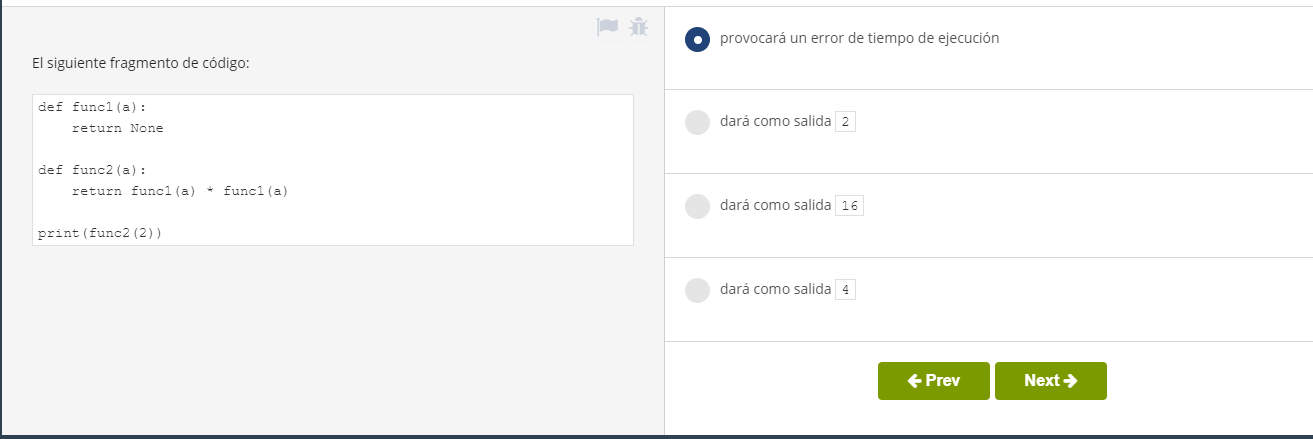 El siguiente fragmento de código:
def func1(a):
    return None
def func2(a):
    return func1(a) * func1(a)
print(func2(2))
provocará un error de tiempo de ejecución
dará como salida 2
dará como salida 16
dará como salida 4
Prev
Next